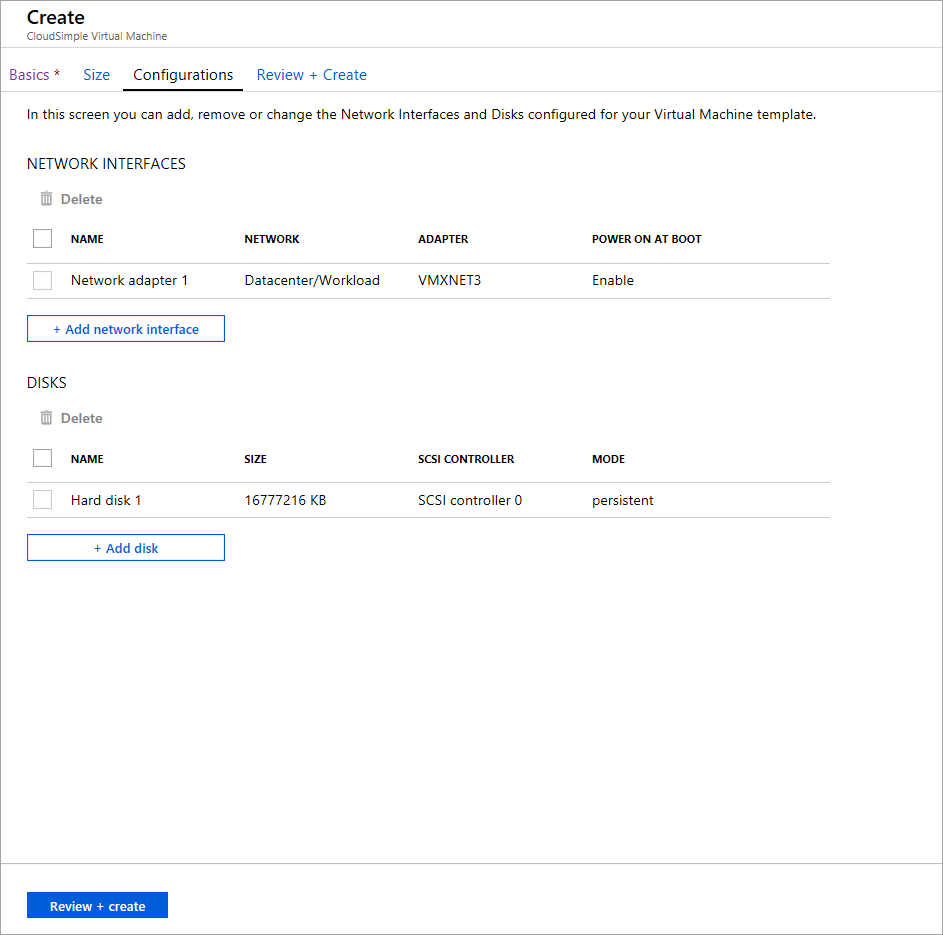 Create
CloudSimple Virtual Machine
Basics * Size Configurations Review + Create
In this screen you can add, remove or change the Network Interfaces and Disks configured for your Virtual Machine template.
NETWORK INTERFACES
Delete
NAME NETWORK ADAPTER POWER ON AT BOOT
Network adapter 1 Datacenter/Workload VMXNET3 Enable
+ Add network interface
DISKS
Delete
NAME SIZE SCSI CONTROLLER MODE
Hard disk 1 16777216 KB SCSI controller 0 persistent
+ Add disk
Review + create